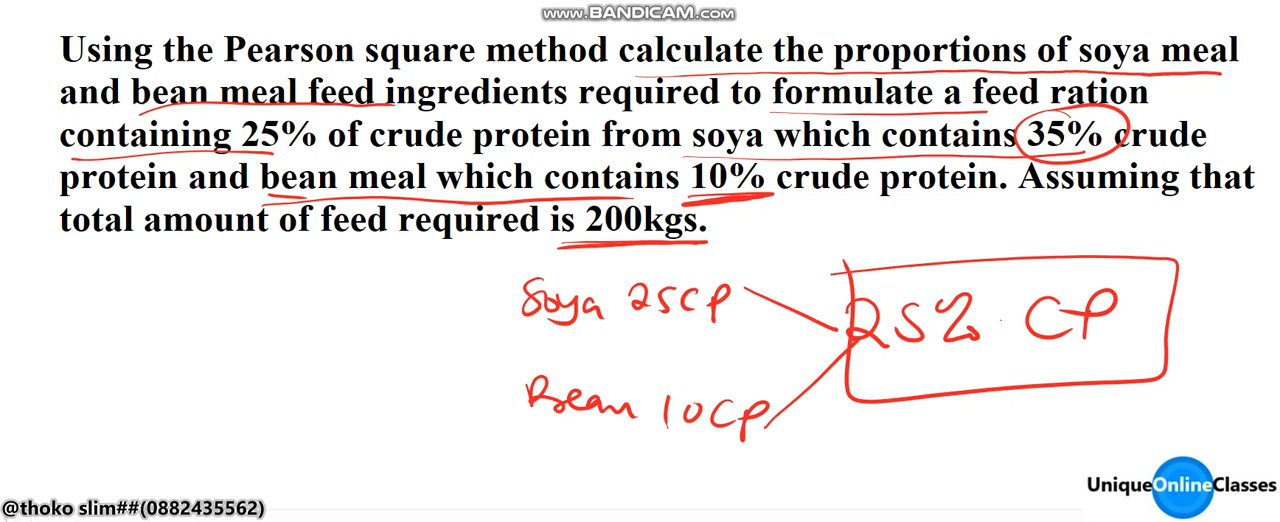 www.BANDICAM.com
Using the Pearson square method calculate the proportions of soya meal
and bean meal feed ingredients required to formulate a feed ration
containing 25% of crude protein from soya which contains 35% crude
protein and bean meal which contains 10% crude protein. Assuming that
total amount of feed required is 200kgs.
Soya 25CP
25% CP
Bean 10CP
UniqueOnlineClasses
@thoko slim##(0882435562)